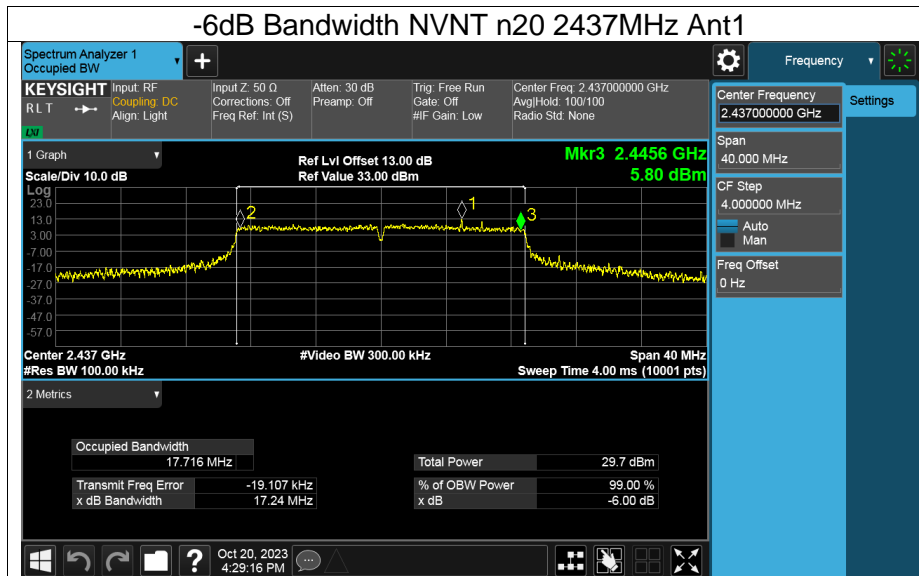 -6dB Bandwidth NVNT n20 2437MHz Ant1
Spectrum Analyzer 1
Occupied BW
+
Frequency
KEYSIGHT
R L T
LXI
Input: RF
Coupling: DC
Align: Light
Input Z: 50 Ω
Corrections: Off
Freq Ref: Int (S)
Atten: 30 dB
Preamp: Off
Trig: Free Run
Gate: Off
#IF Gain: Low
Center Freq: 2.437000000 GHz
Avg|Hold: 100/100
Radio Std: None
Center Frequency
2.437000000 GHz
Settings
Span
40.000 MHz
CF Step
4.000000 MHz
Auto
Man
Freq Offset
0 Hz
1 Graph
Scale/Div 10.0 dB
Ref Lvl Offset 13.00 dB
Ref Value 33.00 dBm
Mkr3 2.4456 GHz
5.80 dBm
Log
23.0
13.0
3.00
-7.00
-17.0
-27.0
-37.0
-47.0
-57.0
2
1
3
Center 2.437 GHz
#Video BW 300.00 kHz
Span 40 MHz
#Res BW 100.00 kHz
Sweep Time 4.00 ms (10001 pts)
2 Metrics
Occupied Bandwidth
17.716 MHz
Total Power 29.7 dBm
Transmit Freq Error -19.107 kHz
% of OBW Power 99.00 %
x dB Bandwidth 17.24 MHz
x dB -6.00 dB
?
Oct 20, 2023
4:29:16 PM